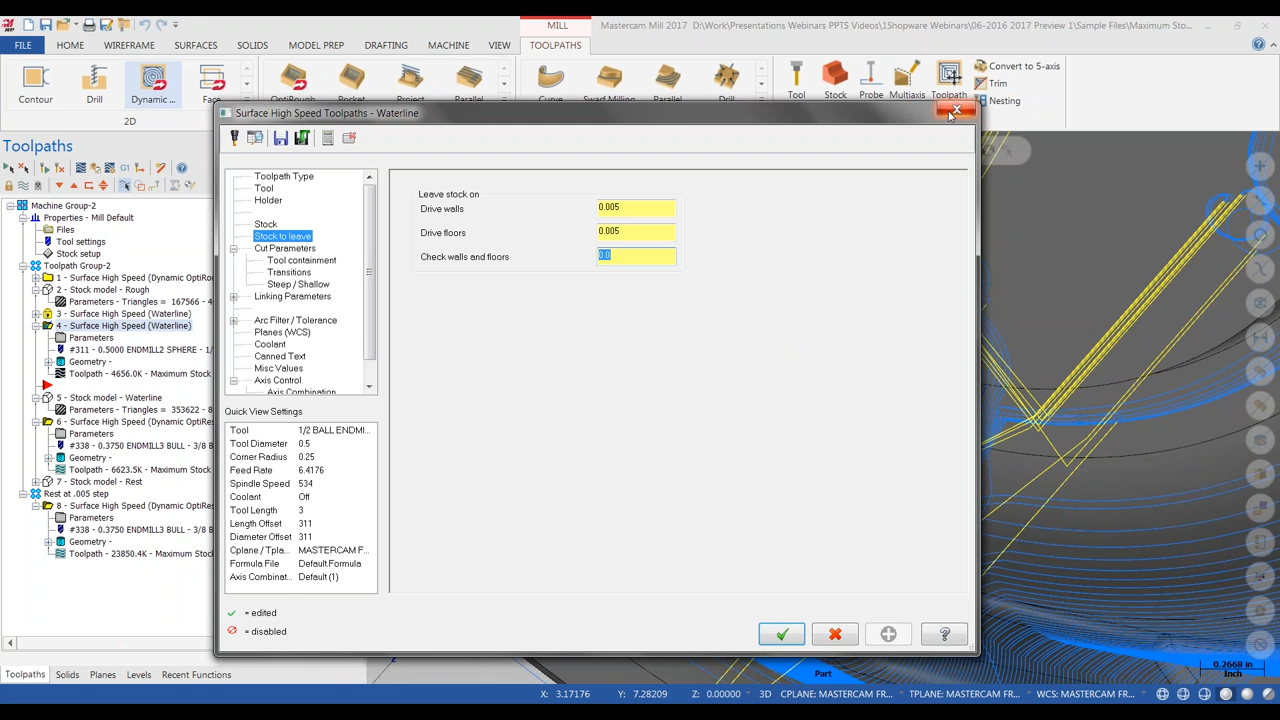 MILL
Mastercam Mill 2017 D:\Work\Presentations Webinars PPTS Videos\1Shopware Webinars\06-2016 2017 Preview 1\Sample Files\Maximum Sto...
FILE HOME WIREFRAME SURFACES SOLIDS MODEL PREP DRAFTING MACHINE VIEW TOOLPATHS
Contour Drill Dynamic ... Face OptiRough Pocket Project Parallel Curve Swarf Milling Parallel Drill Tool Stock Probe Multiaxis Toolpath
Convert to 5-axis
Trim
Nesting
2D
Surface High Speed Toolpaths - Waterline
Toolpaths
Machine Group-2
Properties - Mill Default
Files
Tool settings
Stock setup
Toolpath Group-2
1 - Surface High Speed (Dynamic OptiRo
2 - Stock model - Rough
Parameters - Triangles = 167566 - 4
3 - Surface High Speed (Waterline)
4 - Surface High Speed (Waterline)
Parameters
#311 - 0.5000 ENDMILL2 SPHERE - 1/
Geometry -
Toolpath - 4656.0K - Maximum Stock
5 - Stock model - Waterline
Parameters - Triangles = 353622 - 8
6 - Surface High Speed (Dynamic OptiRes
Parameters
#338 - 0.3750 ENDMILL3 BULL - 3/8 B
Geometry -
Toolpath - 6623.5K - Maximum Stock
7 - Stock model - Rest
Rest at .005 step
8 - Surface High Speed (Dynamic OptiRes
Parameters
#338 - 0.3750 ENDMILL3 BULL - 3/8 B
Geometry -
Toolpath - 23850.4K - Maximum Stoc
Toolpath Type
Tool
Holder
Stock
Stock to leave
Cut Parameters
Tool containment
Transitions
Steep / Shallow
Linking Parameters
Arc Filter / Tolerance
Planes (WCS)
Coolant
Canned Text
Misc Values
Axis Control
Axis Combination
Leave stock on
Drive walls 0.005
Drive floors 0.005
Check walls and floors 0.0
Quick View Settings
Tool 1/2 BALL ENDMI...
Tool Diameter 0.5
Corner Radius 0.25
Feed Rate 6.4176
Spindle Speed 534
Coolant Off
Tool Length 3
Length Offset 311
Diameter Offset 311
Cplane / Tpla... MASTERCAM F...
Formula File Default.Formula
Axis Combinat... Default (1)
= edited
= disabled
0.2668 in
Inch
Toolpaths Solids Planes Levels Recent Functions
Part
X: 3.17176 Y: 7.28209 Z: 0.00000 3D CPLANE: MASTERCAM FR... TPLANE: MASTERCAM FR... WCS: MASTERCAM FR...